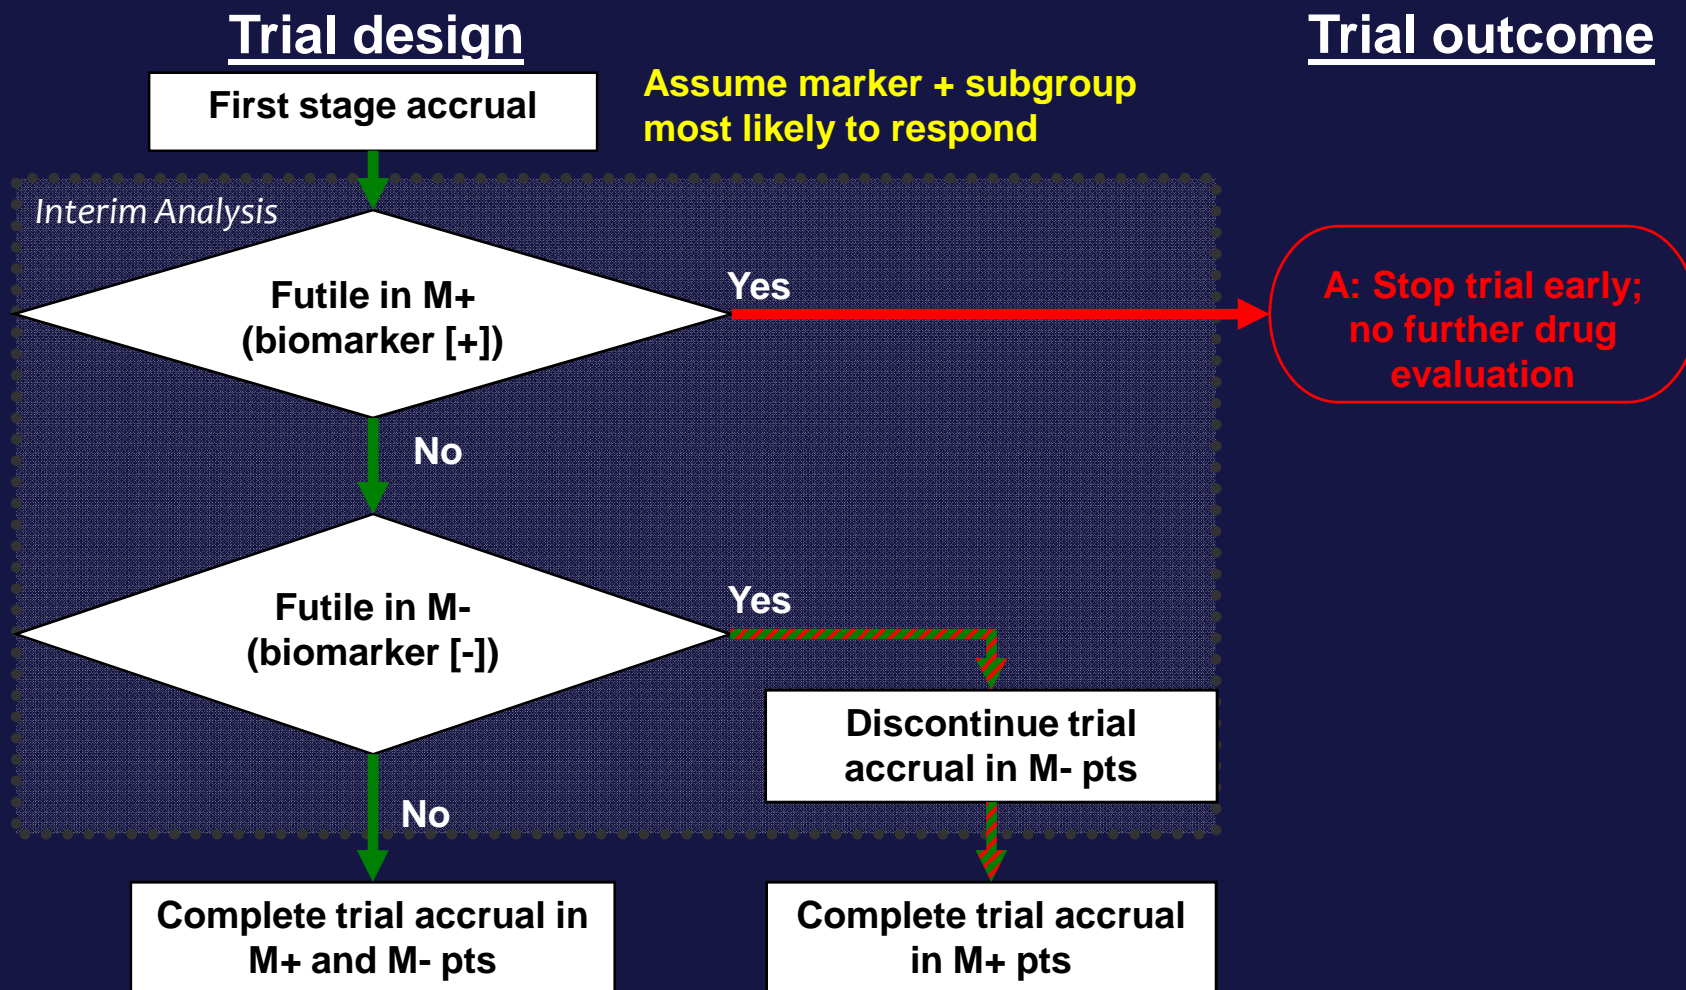 Trial design
Trial outcome
First stage accrual
Assume marker + subgroup
most likely to respond
Interim Analysis
Futile in M+
(biomarker [+])
Yes
A: Stop trial early;
no further drug
evaluation
No
Futile in M-
(biomarker [-])
Yes
Discontinue trial
accrual in M- pts
No
Complete trial accrual in
M+ and M- pts
Complete trial accrual
in M+ pts